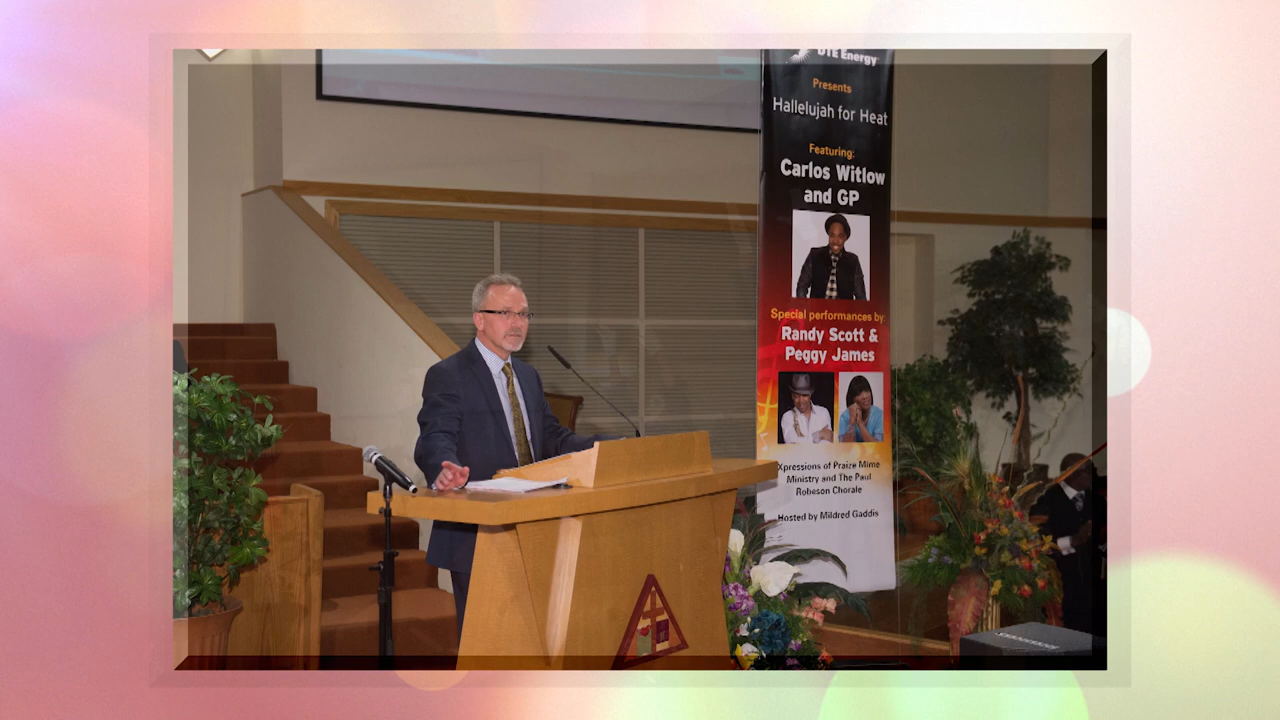 DTE Energy
Presents
Hallelujah for Heat
Featuring:
Carlos Witlow
and GP
Special performances by:
Randy Scott &
Peggy James
Xpressions of Praize Mime
Ministry and The Paul
Robeson Chorale
Hosted by Mildred Gaddis